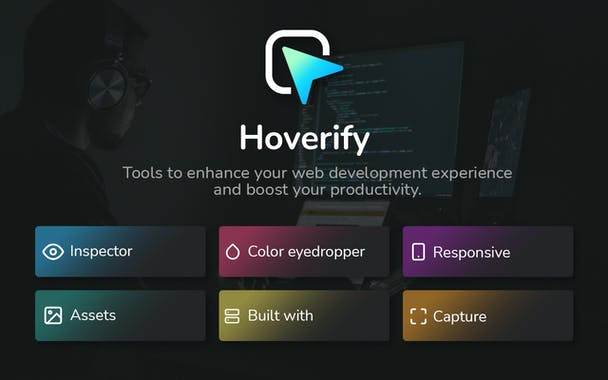 Hoverify
Tools to enhance your web development experience
and boost your productivity.
Inspector
Color eyedropper
Responsive
Assets
Built with
Capture